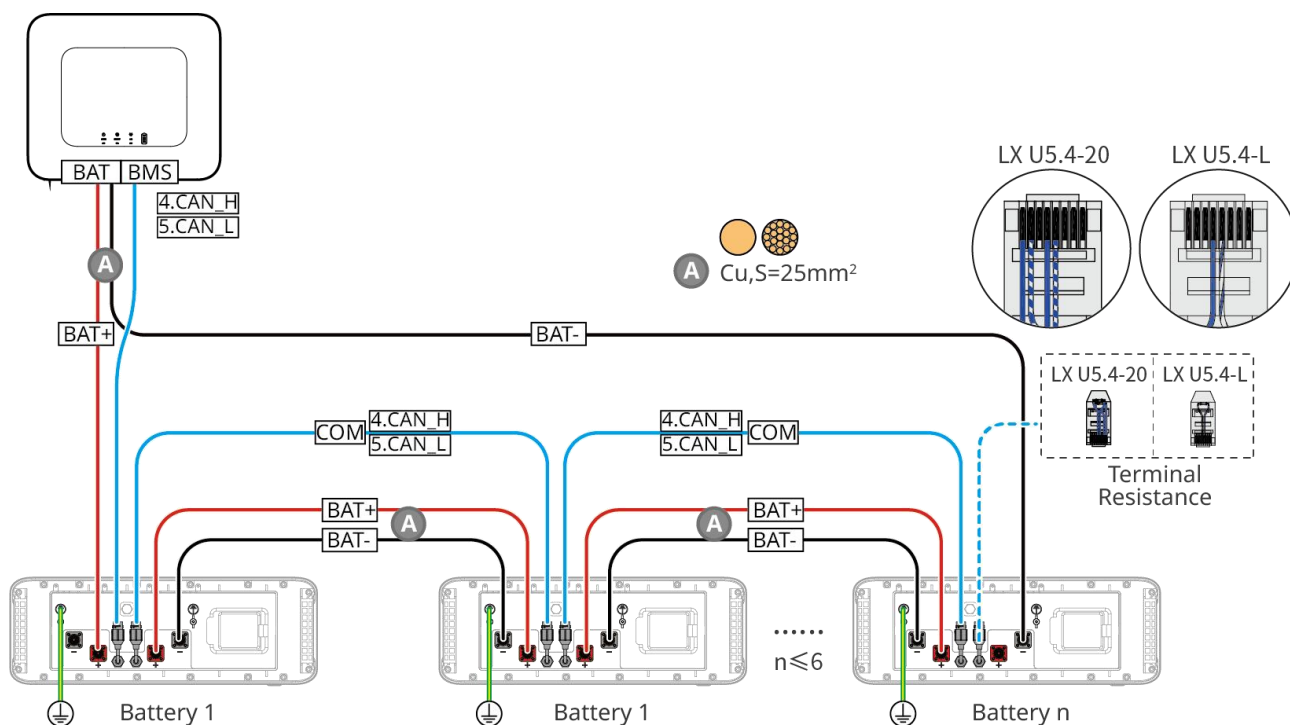 BAT BMS
4.CAN_H
5.CAN_L
LX U5.4-20 LX U5.4-L
A
A Cu,S=25mm²
BAT+
BAT-
LX U5.4-20 LX U5.4-L
Terminal
Resistance
COM
4.CAN_H
5.CAN_L
4.CAN_H
5.CAN_L
COM
BAT+
A
BAT-
BAT+
A
BAT-
- + + -
- + + -
- + + -
......
n≤6
Battery 1
Battery 1
Battery n